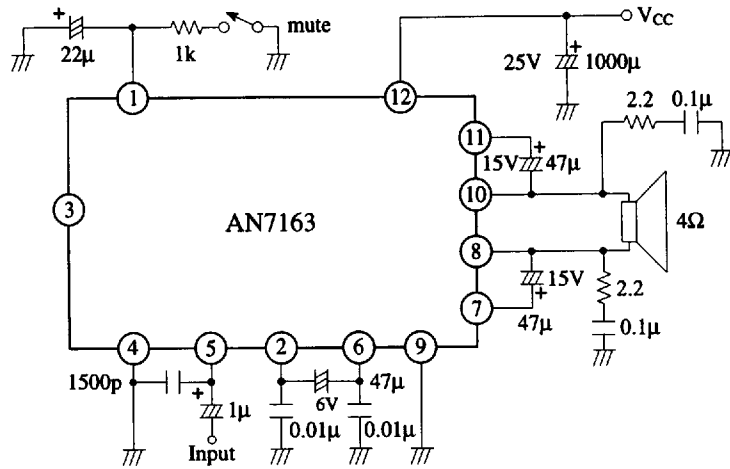 +
22μ
1k
mute
VCC
25V
+
1000μ
1
12
2.2
0.1μ
11
15V
+
47μ
10
3
AN7163
4Ω
8
15V
+
47μ
7
2.2
0.1μ
4
5
2
6
9
1500p
+
1μ
6V
47μ
0.01μ
0.01μ
Input